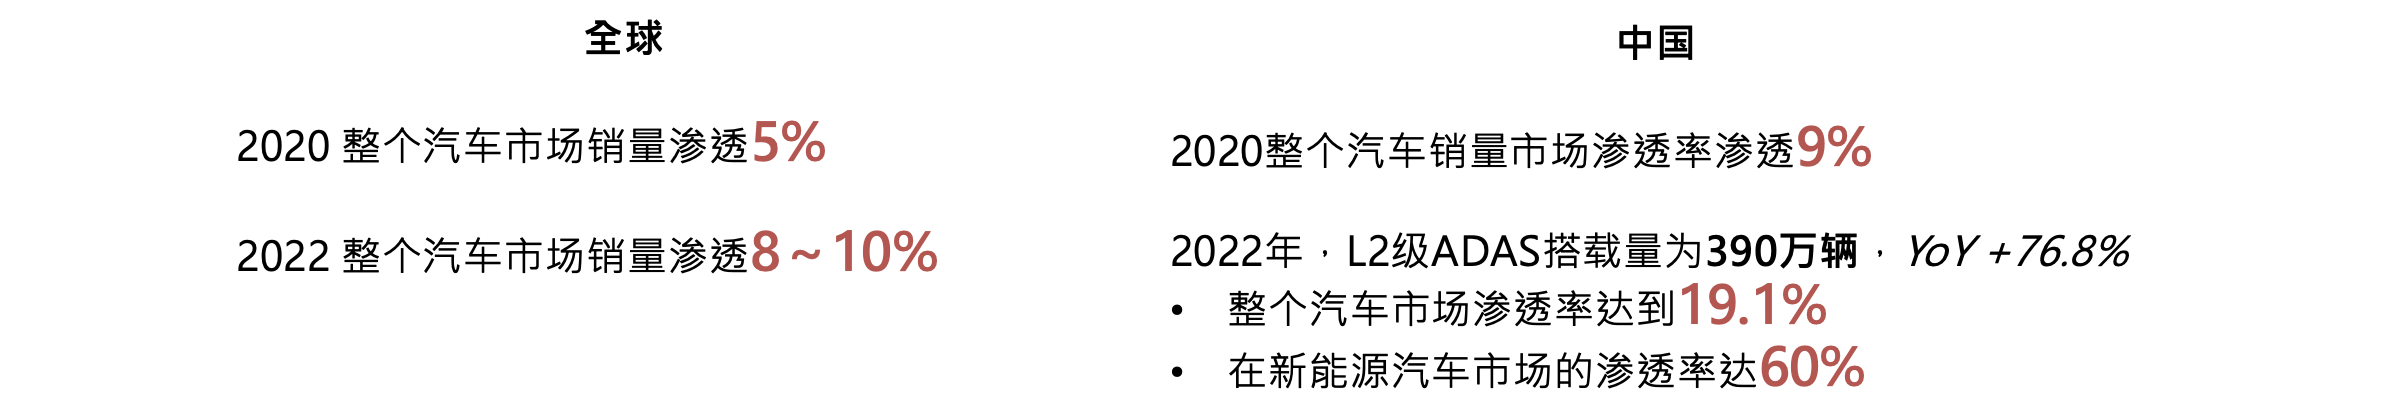 全球
2020 整个汽车市场销量渗透5%
2022 整个汽车市场销量渗透8~10%
中国
2020整个汽车销量市场渗透率渗透9%
2022年，L2级ADAS搭载量为390万辆，YoY +76.8%
• 整个汽车市场渗透率达到19.1%
• 在新能源汽车市场的渗透率达60%